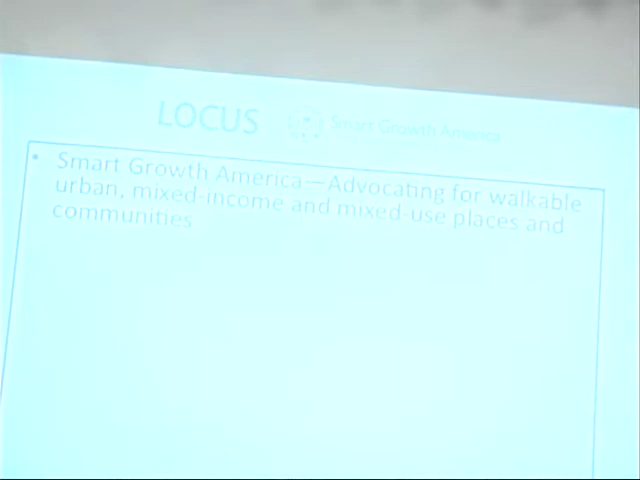 LOCUS Smart Growth America
• Smart Growth America—Advocating for walkable
urban, mixed-income and mixed-use places and
communities